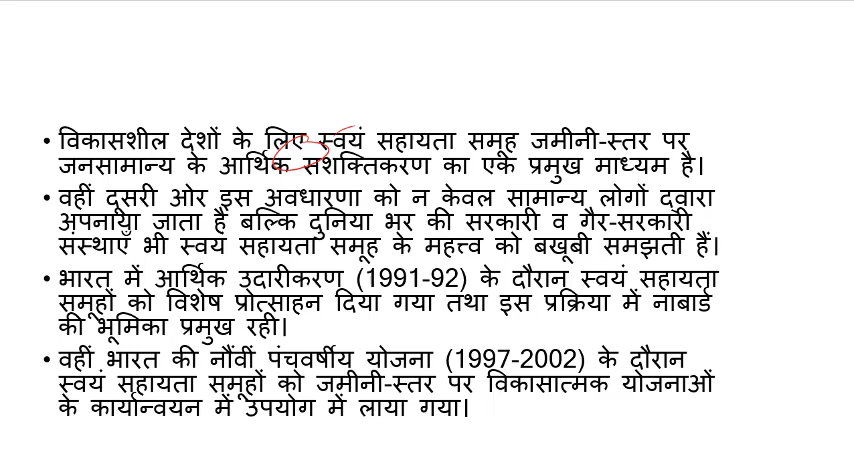 • विकासशील देशों के लिए स्वयं सहायता समूह जमीनी-स्तर पर
जनसामान्य के आर्थिक सशक्तिकरण का एक प्रमुख माध्यम है।
• वहीं दूसरी ओर इस अवधारणा को न केवल सामान्य लोगों द्वारा
अपनाया जाता है बल्कि दुनिया भर की सरकारी व गैर-सरकारी
संस्थाएँ भी स्वयं सहायता समूह के महत्त्व को बखूबी समझती हैं।
• भारत में आर्थिक उदारीकरण (1991-92) के दौरान स्वयं सहायता
समूहों को विशेष प्रोत्साहन दिया गया तथा इस प्रक्रिया में नाबार्ड
की भूमिका प्रमुख रही।
• वहीं भारत की नौंवीं पंचवर्षीय योजना (1997-2002) के दौरान
स्वयं सहायता समूहों को जमीनी-स्तर पर विकासात्मक योजनाओं
के कार्यान्वयन में उपयोग में लाया गया।